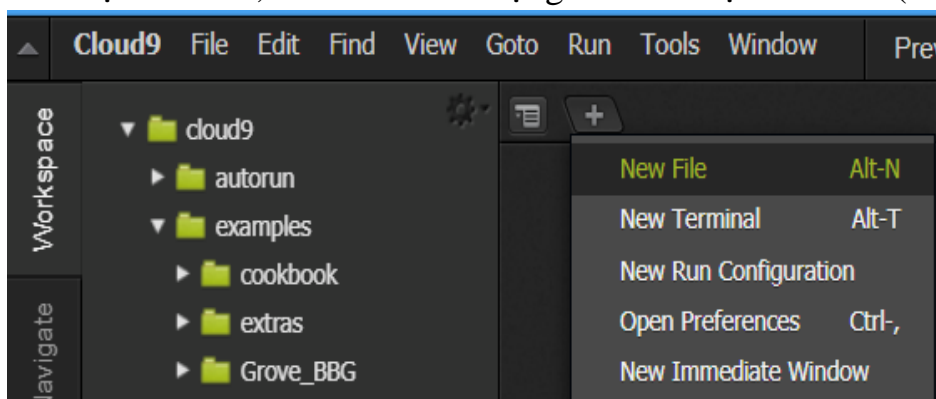 Cloud9 File Edit Find View Goto Run Tools Window
Workspace
Navigate
cloud9
autorun
examples
cookbook
extras
Grove_BBG
New File Alt-N
New Terminal Alt-T
New Run Configuration
Open Preferences Ctrl-,
New Immediate Window